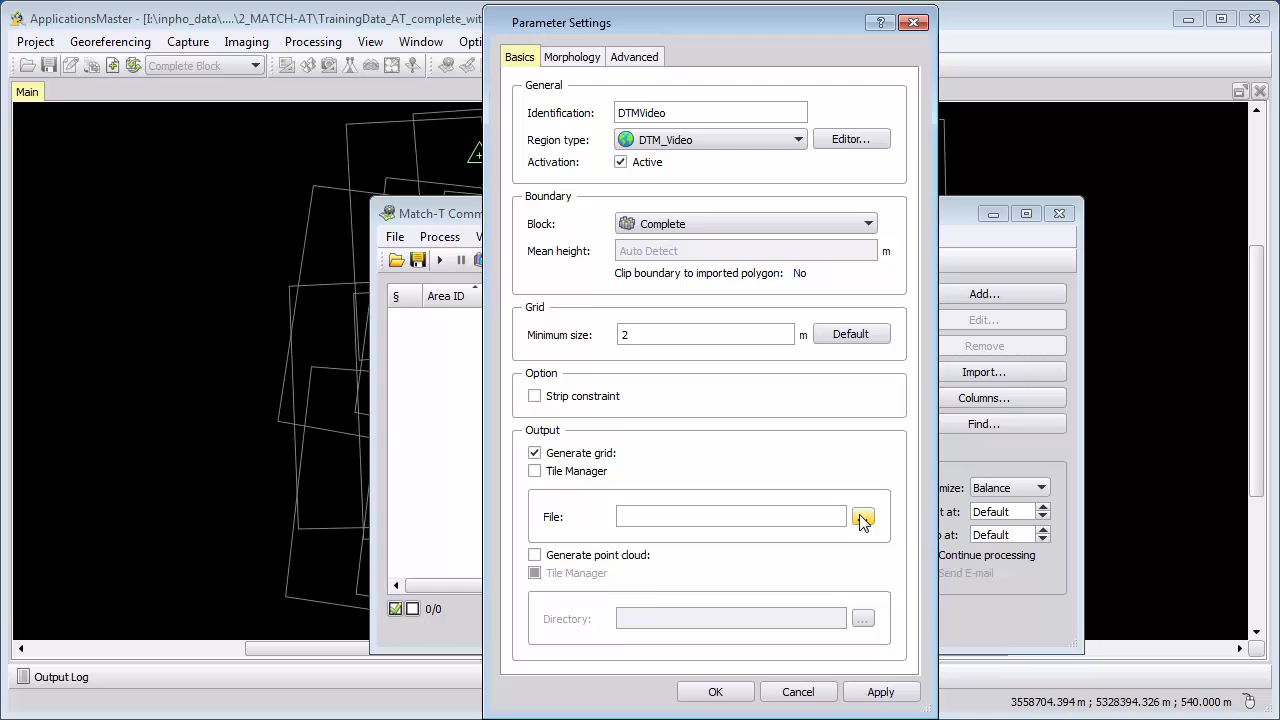 ApplicationsMaster - [I:\inpho_data\....\2_MATCH-AT\TrainingData_AT_complete_wit
Project Georeferencing Capture Imaging Processing View Window
Complete Block
Main
Match-T Comm
File Process
§ Area ID
0/0
Parameter Settings
?
Basics Morphology Advanced
General
Identification: DTMVideo
Region type: DTM_Video Editor...
Activation: Active
Boundary
Block: Complete
Mean height: Auto Detect m
Clip boundary to imported polygon: No
Grid
Minimum size: 2 m Default
Option
Strip constraint
Output
Generate grid:
Tile Manager
File:
Generate point cloud:
Tile Manager
Directory: ...
OK Cancel Apply
Add...
Edit...
Remove
Import...
Columns...
Find...
Balance
Default
Default
Continue processing
Send E-mail
Output Log
3558704.394 m ; 5328394.326 m ; 540.000 m